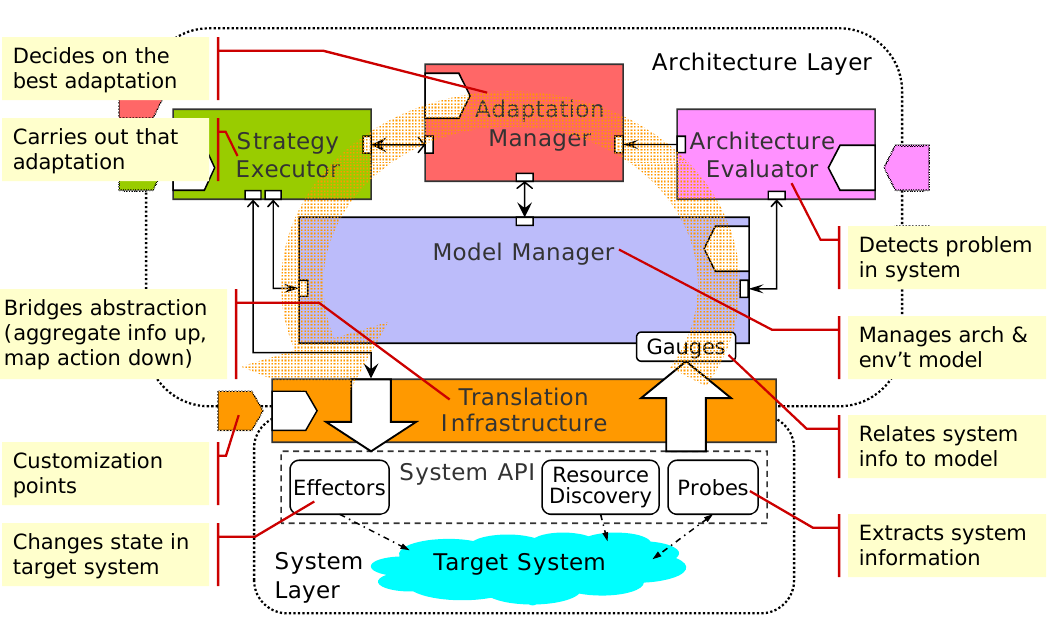 Decides on the
best adaptation
Architecture Layer
Adaptation
Manager
Carries out that
adaptation
Strategy
Executor
Architecture
Evaluator
Model Manager
Detects problem
in system
Bridges abstraction
(aggregate info up,
map action down)
Manages arch &
env't model
Gauges
Translation
Infrastructure
Relates system
info to model
Customization
points
System API
Effectors
Resource
Discovery
Probes
Changes state in
target system
Extracts system
information
System
Layer
Target System